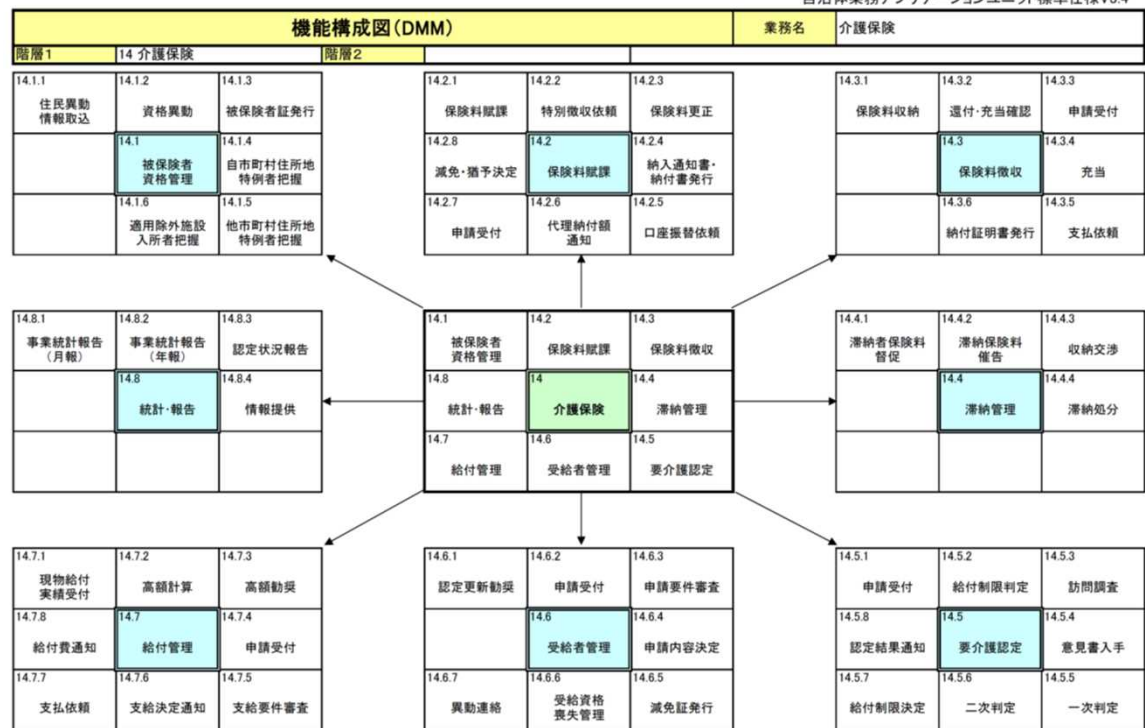 機能構成図(DMM) 業務名 介護保険
階層1 14 介護保険 階層2
14.1.1 14.1.2 14.1.3
住民異動
情報取込 資格異動 被保険者証発行
14.1 14.1.4
被保険者
資格管理 自市町村住所地
特例者把握
14.1.6 14.1.5
適用除外施設
入所者把握 他市町村住所地
特例者把握
14.2.1 14.2.2 14.2.3
保険料賦課 特別徴収依頼 保険料更正
14.2.8 14.2 14.2.4
減免・猶予決定 保険料賦課 納入通知書・
納付書発行
14.2.7 14.2.6 14.2.5
申請受付 代理納付額
通知 口座振替依頼
14.3.1 14.3.2 14.3.3
保険料収納 還付・充当確認 申請受付
14.3 14.3.4
保険料徴収 充当
14.3.6 14.3.5
納付証明書発行 支払依頼
14.8.1 14.8.2 14.8.3
事業統計報告
(月報) 事業統計報告
(年報) 認定状況報告
14.8 14.8.4
統計・報告 情報提供
14.1 14.2 14.3
被保険者
資格管理 保険料賦課 保険料徴収
14.8 14 14.4
統計・報告 介護保険 滞納管理
14.7 14.6 14.5
給付管理 受給者管理 要介護認定
14.4.1 14.4.2 14.4.3
滞納者保険料
督促 滞納保険料
催告 収納交渉
14.4 14.4.4
滞納管理 滞納処分
14.7.1 14.7.2 14.7.3
現物給付
実績受付 高額計算 高額勧奨
14.7.8 14.7 14.7.4
給付費通知 給付管理 申請受付
14.7.7 14.7.6 14.7.5
支払依頼 支給決定通知 支給要件審査
14.6.1 14.6.2 14.6.3
認定更新勧奨 申請受付 申請要件審査
14.6 14.6.4
受給者管理 申請内容決定
14.6.7 14.6.6 14.6.5
異動連絡 受給資格
喪失管理 減免証発行
14.5.1 14.5.2 14.5.3
申請受付 給付制限判定 訪問調査
14.5.8 14.5 14.5.4
認定結果通知 要介護認定 意見書入手
14.5.7 14.5.6 14.5.5
給付制限決定 二次判定 一次判定